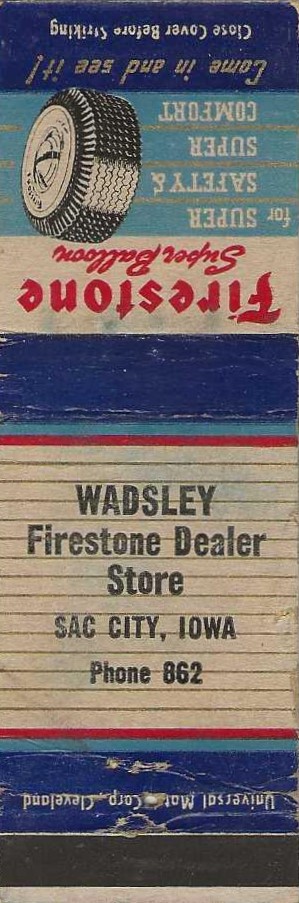 Firestone
Super Balloon
for SUPER
SAFETY &
SUPER
COMFORT
Come in and see it!
Close Cover Before Striking
WADSLEY
Firestone Dealer
Store
SAC CITY, IOWA
Phone 862
Universal Mat. Corp., Cleveland